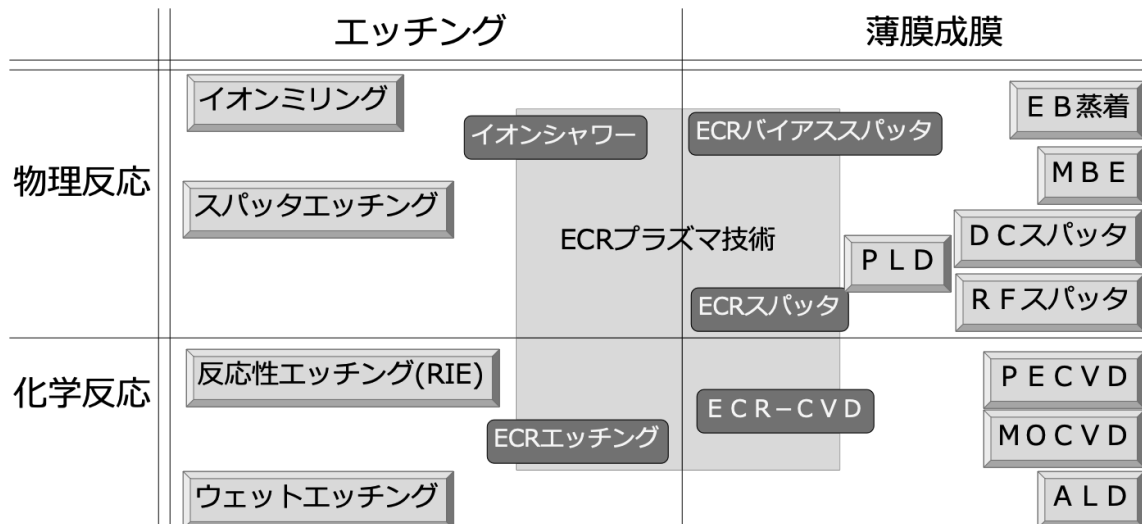 エッチング
薄膜成膜
物理反応
イオンミリング
イオンシャワー
ECRバイアススパッタ
ＥＢ蒸着
ＭＢＥ
スパッタエッチング
ECRプラズマ技術
ＰＬＤ
ＤＣスパッタ
ECRスパッタ
ＲＦスパッタ
化学反応
反応性エッチング(RIE)
ＥＣＲ−ＣＶＤ
ＰＥＣＶＤ
ECRエッチング
ＭＯＣＶＤ
ウェットエッチング
ＡＬＤ